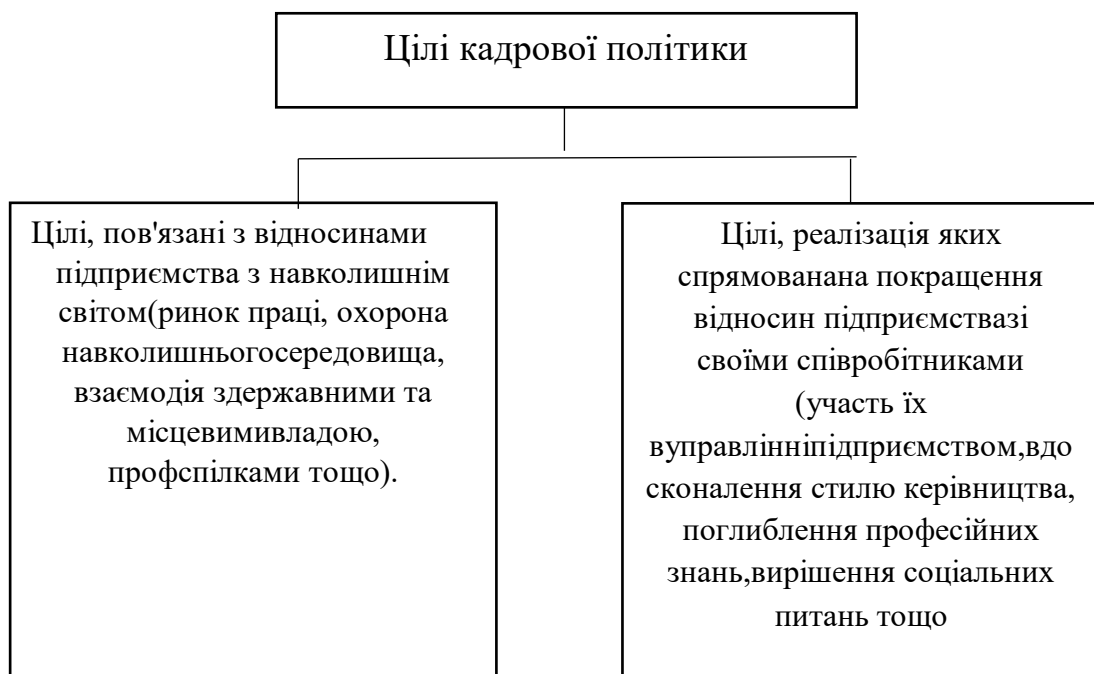 Цілі кадрової політики
Цілі, пов'язані з відносинами
підприємства з навколишнім
світом(ринок праці, охорона
навколишньогосередовища,
взаємодія здержавними та
місцевимивладою,
профспілками тощо).
Цілі, реалізація яких
спрямованана покращення
відносин підприємствазі
своїми співробітниками
(участь їх
вуправлінніпідприємством,вдо
сконалення стилю керівництва,
поглиблення професійних
знань,вирішення соціальних
питань тощо